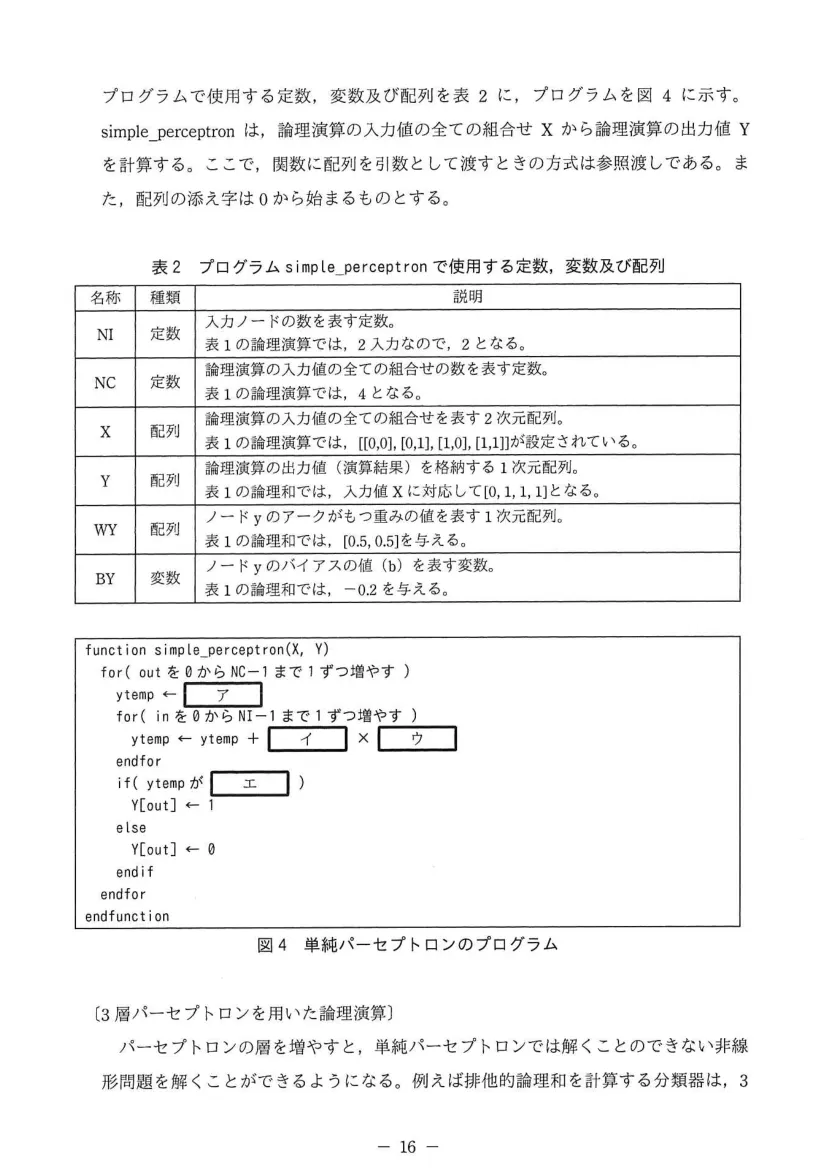 プログラムで使用する定数，変数及び配列を表 2 に，プログラムを図 4 に示す。
simple_perceptron は，論理演算の入力値の全ての組合せ X から論理演算の出力値 Y
を計算する。ここで，関数に配列を引数として渡すときの方式は参照渡しである。ま
た，配列の添え字は 0 から始まるものとする。
表 2　プログラム simple_perceptron で使用する定数，変数及び配列
名称 種類 説明
NI 定数 入力ノードの数を表す定数。
表 1 の論理演算では，2 入力なので，2 となる。
NC 定数 論理演算の入力値の全ての組合せの数を表す定数。
表 1 の論理演算では，4 となる。
X 配列 論理演算の入力値の全ての組合せを表す 2 次元配列。
表 1 の論理演算では，[[0,0], [0,1], [1,0], [1,1]]が設定されている。
Y 配列 論理演算の出力値（演算結果）を格納する 1 次元配列。
表 1 の論理和では，入力値 X に対応して[0, 1, 1, 1]となる。
WY 配列 ノード y のアークがもつ重みの値を表す 1 次元配列。
表 1 の論理和では，[0.5, 0.5]を与える。
BY 変数 ノード y のバイアスの値（b）を表す変数。
表 1 の論理和では，－0.2 を与える。
function simple_perceptron(X, Y)
for( out を 0 から NC－1 まで 1 ずつ増やす )
ytemp ← ア
for( in を 0 から NI－1 まで 1 ずつ増やす )
ytemp ← ytemp ＋ イ × ウ
endfor
if( ytemp が エ )
Y[out] ← 1
else
Y[out] ← 0
endif
endfor
endfunction
図 4　単純パーセプトロンのプログラム
〔3 層パーセプトロンを用いた論理演算〕
パーセプトロンの層を増やすと，単純パーセプトロンでは解くことのできない非線
形問題を解くことができるようになる。例えば排他的論理和を計算する分類器は，3
－ 16 －